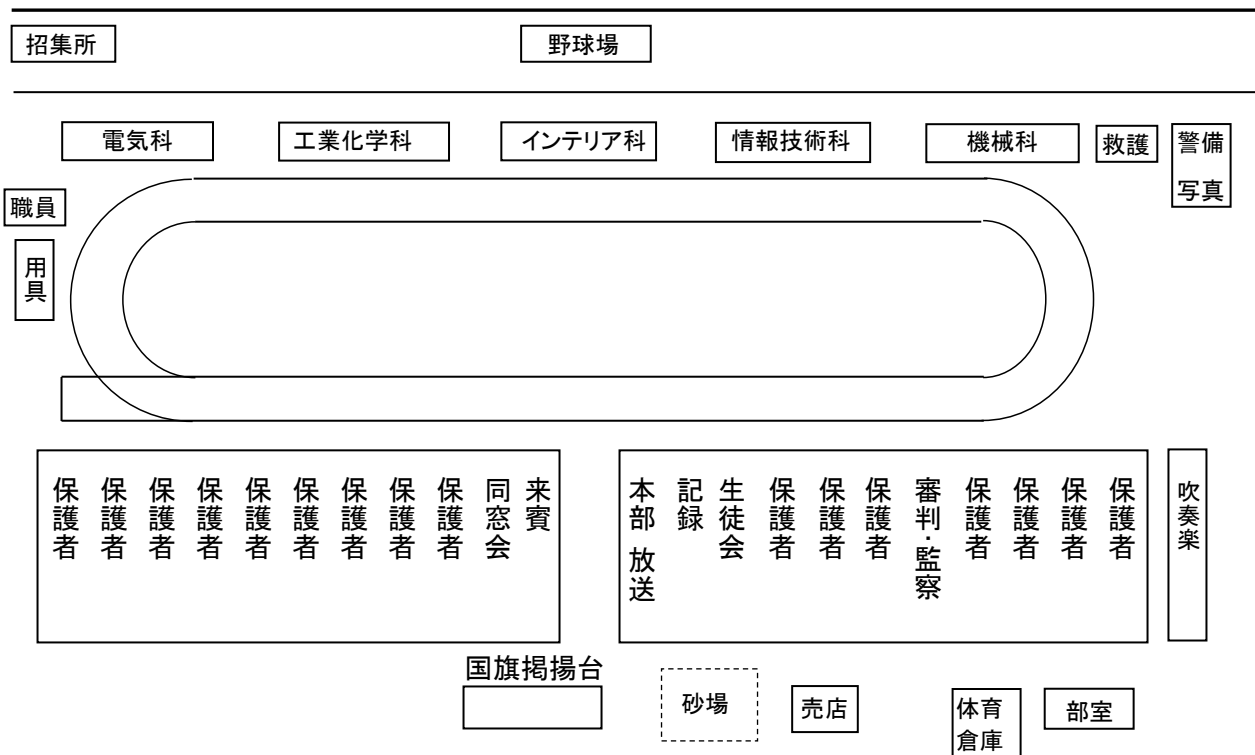 招集所
野球場
電気科
工業化学科
インテリア科
情報技術科
機械科
救護
警備
写真
職員
用具
保護者
保護者
保護者
保護者
保護者
保護者
保護者
保護者
保護者
同窓会
来賓
本部 放送
記録
生徒会
保護者
保護者
保護者
審判・監察
保護者
保護者
保護者
保護者
吹奏楽
国旗掲揚台
砂場
売店
体育
倉庫
部室